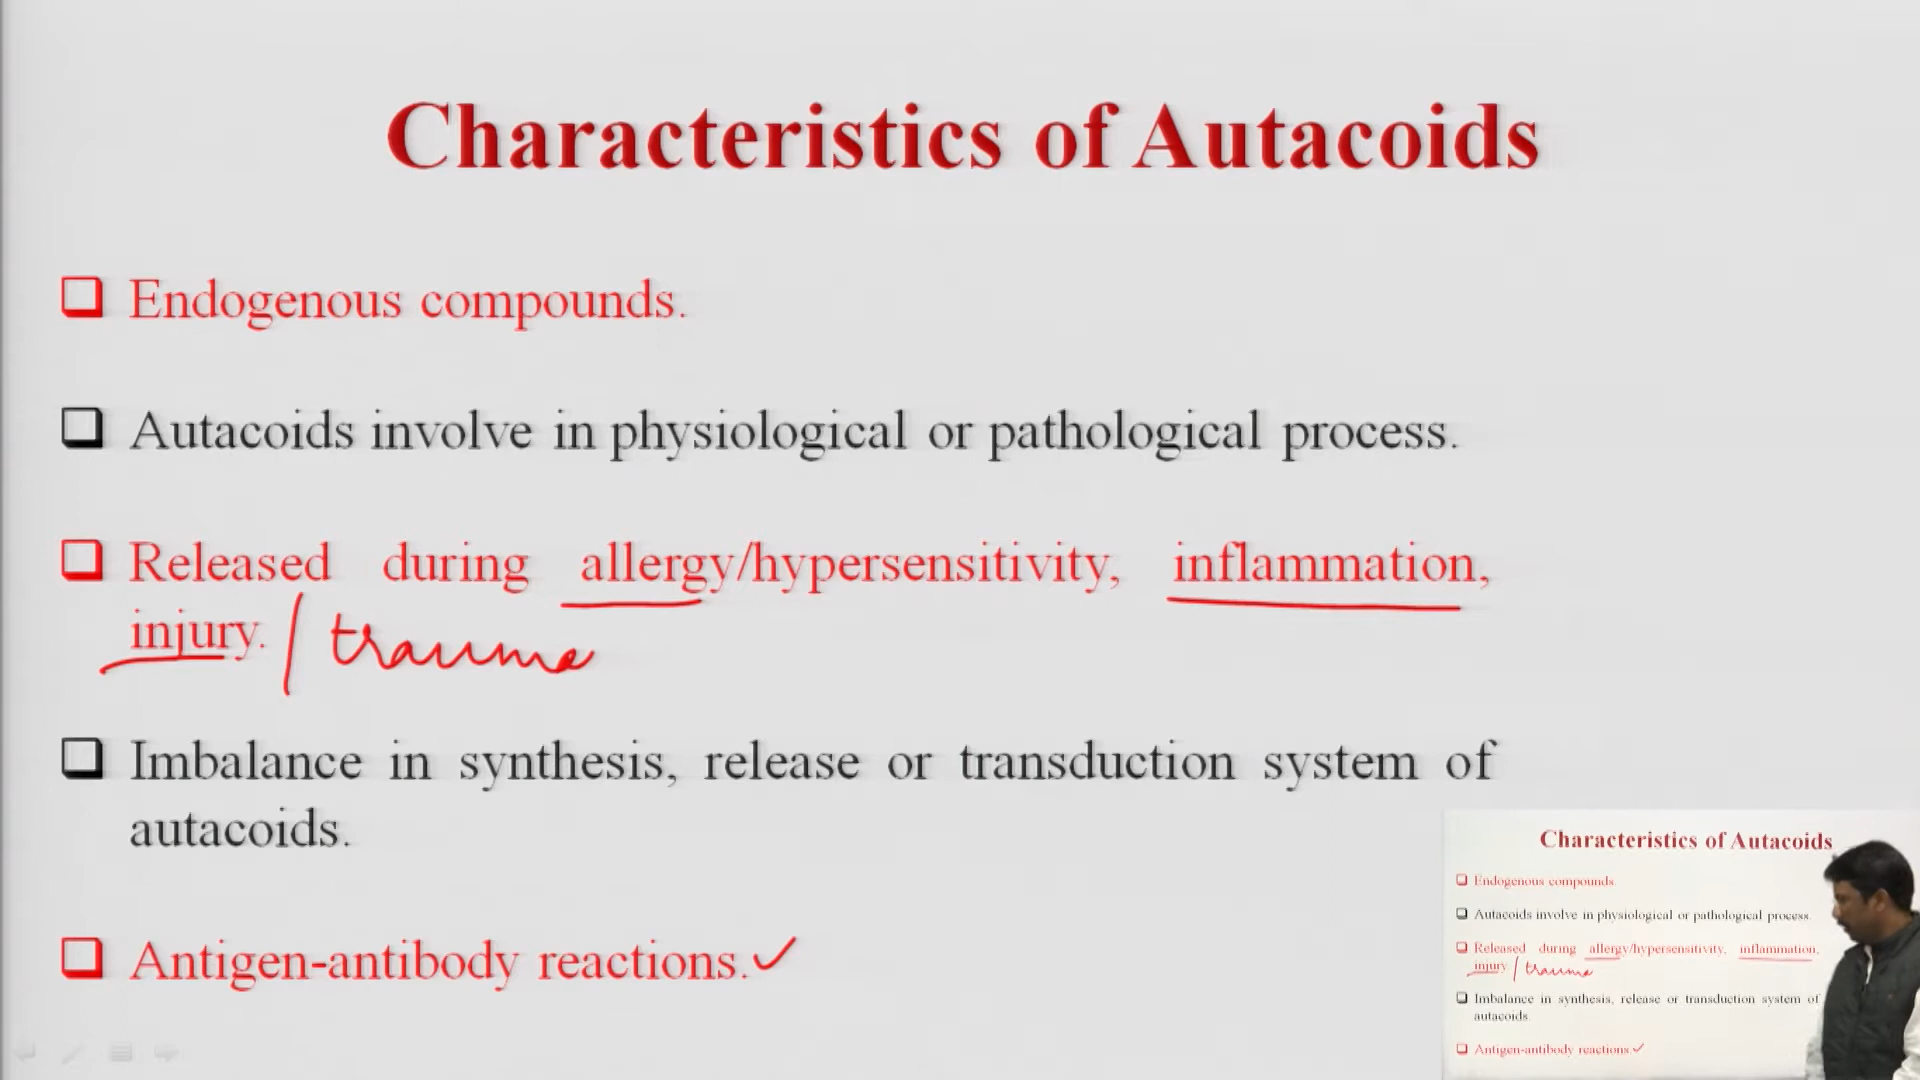 Characteristics of Autacoids
❑ Endogenous compounds.
❑ Autacoids involve in physiological or pathological process.
❑ Released during allergy/hypersensitivity, inflammation,
injury. / trauma
❑ Imbalance in synthesis, release or transduction system of
autacoids.
❑ Antigen-antibody reactions.✓
Characteristics of Autacoids
❑ Endogenous compounds.
❑ Autacoids involve in physiological or pathological process.
❑ Released during allergy/hypersensitivity, inflammation,
injury. / trauma
❑ Imbalance in synthesis, release or transduction system of
autacoids.
❑ Antigen-antibody reactions.✓